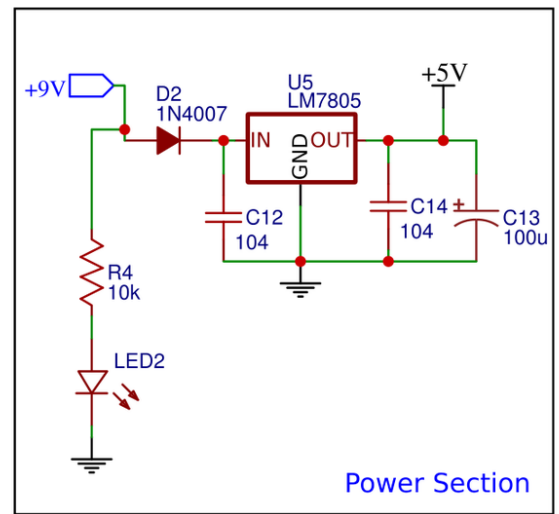 +9V
D2
1N4007
U5
LM7805
IN
OUT
GND
+5V
C12
104
C14
104
+
C13
100u
R4
10k
LED2
Power Section